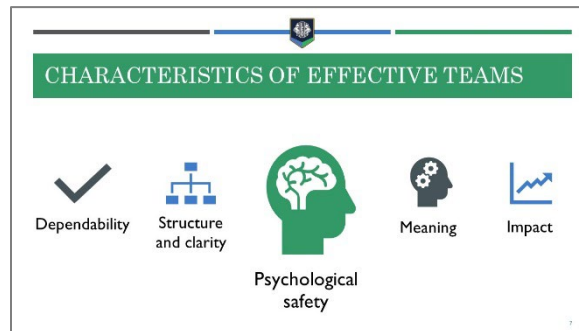 CHARACTERISTICS OF EFFECTIVE TEAMS
Dependability
Structure
and clarity
Psychological
safety
Meaning
Impact